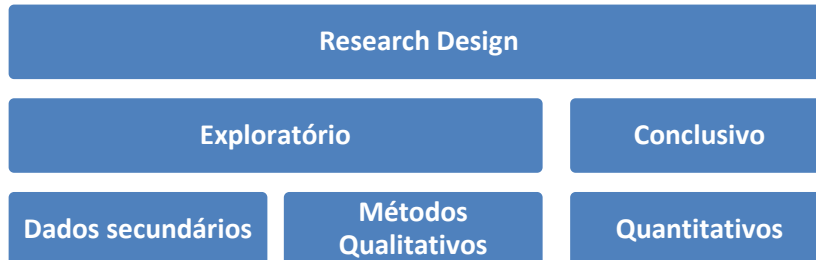 Research Design
Exploratório
Conclusivo
Dados secundários
Métodos
Qualitativos
Quantitativos